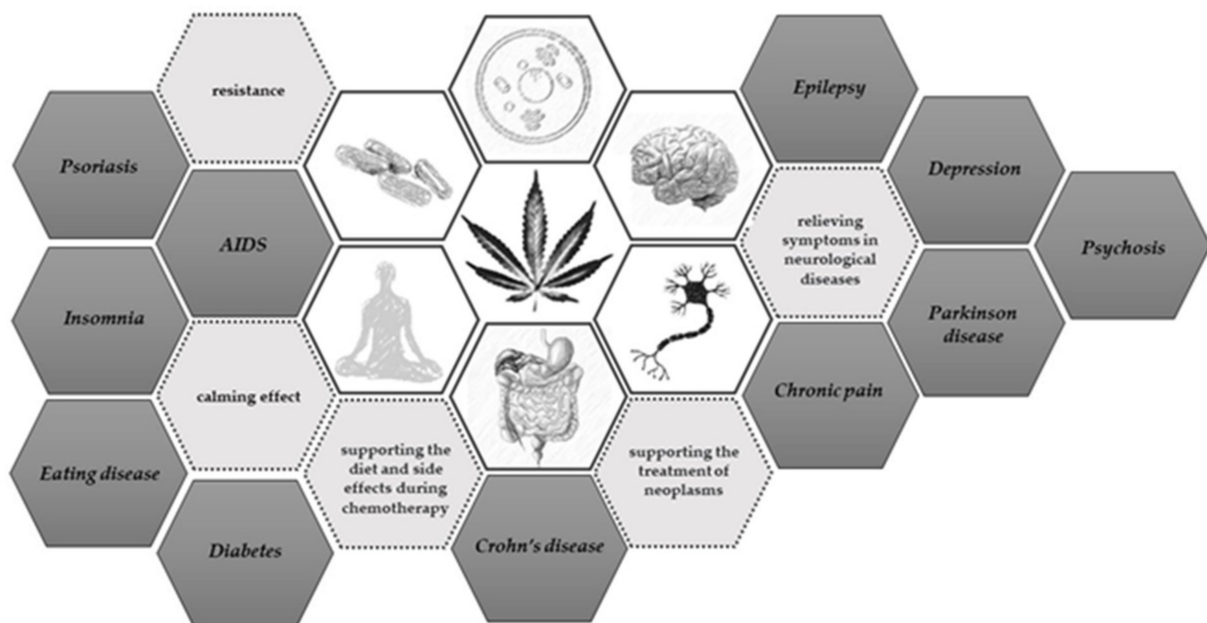 resistance
Epilepsy
Psoriasis
Depression
AIDS
relieving
symptoms in
neurological
diseases
Psychosis
Insomnia
Parkinson
disease
calming effect
Chronic pain
Eating disease
supporting the
diet and side
effects during
chemotherapy
supporting the
treatment of
neoplasms
Diabetes
Crohn's disease